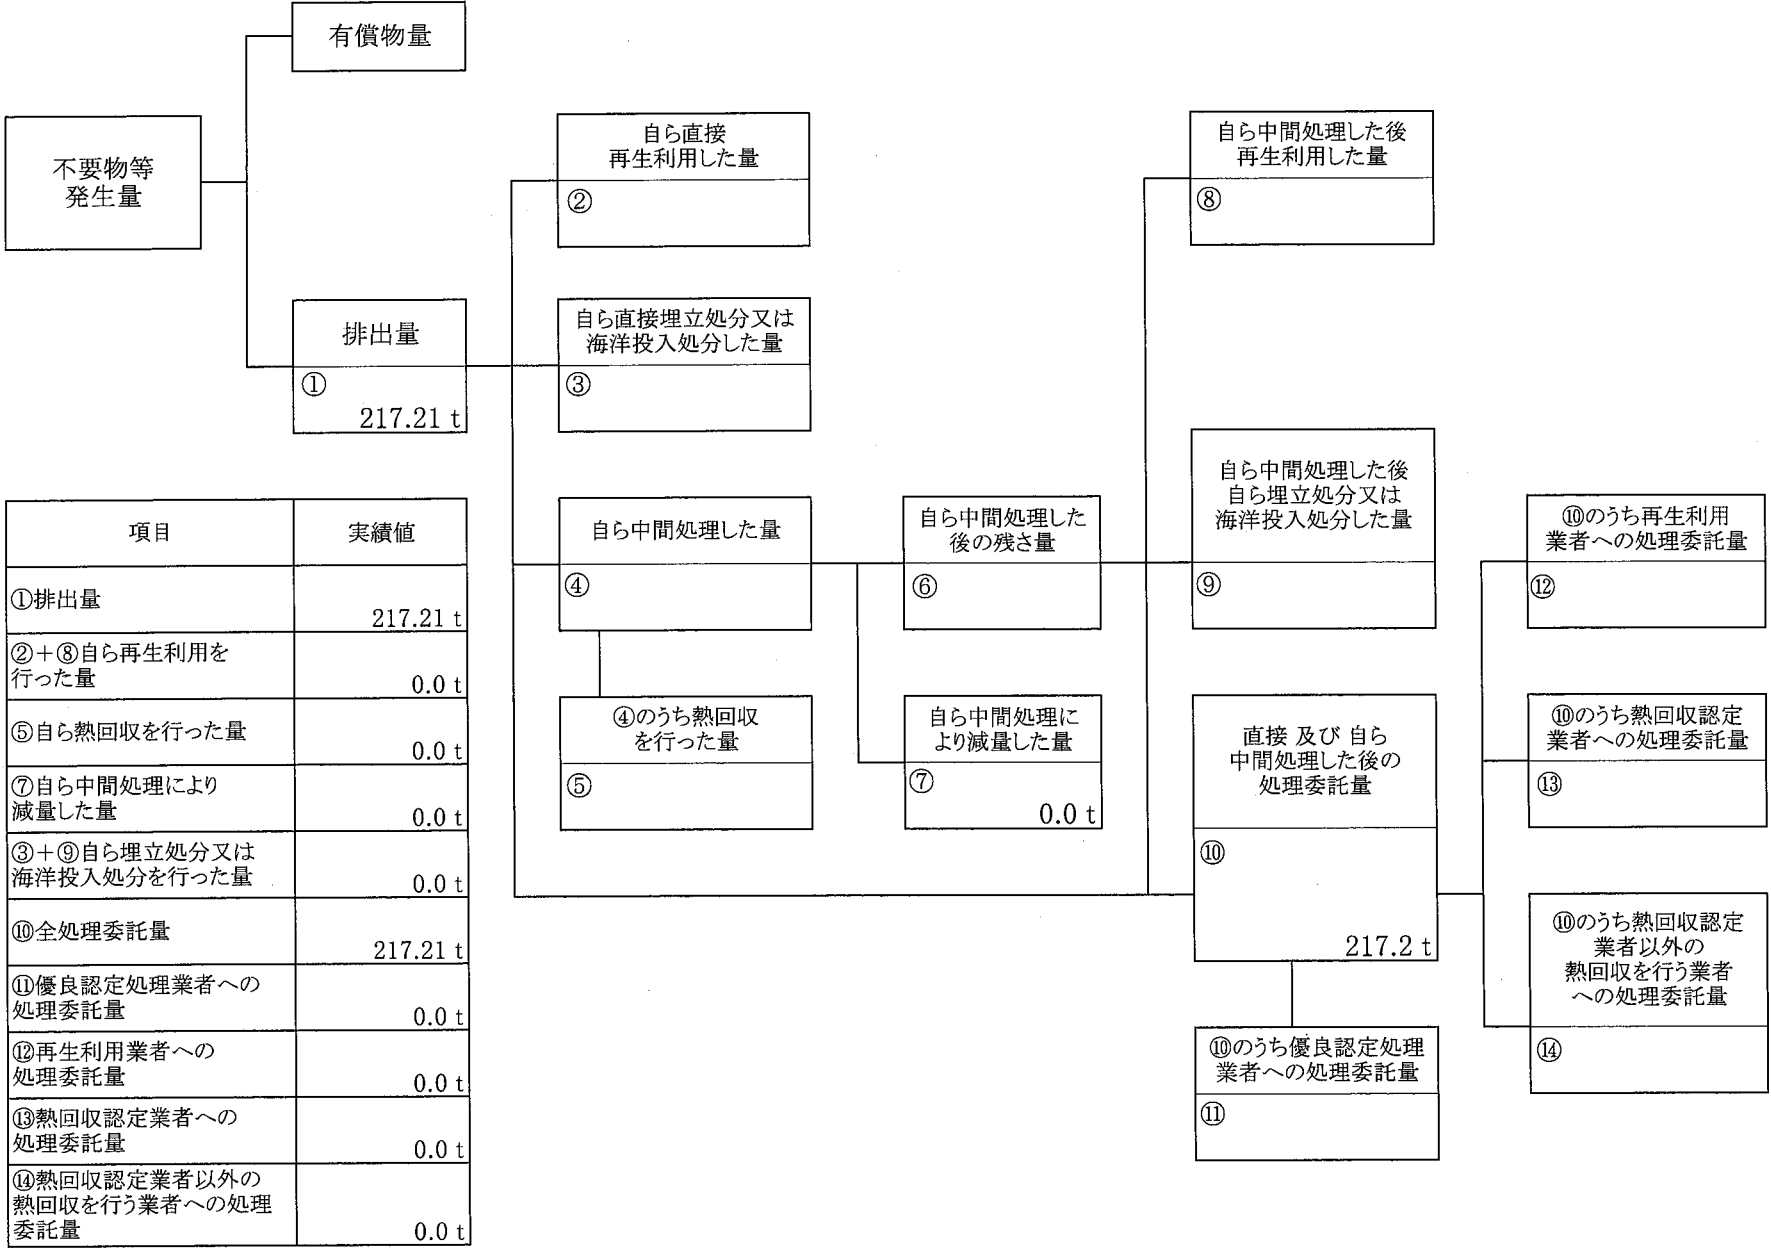 有償物量
不要物等
発生量
排出量
①
217.21 t
自ら直接
再生利用した量
②
自ら直接埋立処分又は
海洋投入処分した量
③
自ら中間処理した量
④
④のうち熱回収
を行った量
⑤
自ら中間処理した
後の残さ量
⑥
自ら中間処理に
より減量した量
⑦
0.0 t
自ら中間処理した後
再生利用した量
⑧
自ら中間処理した後
自ら埋立処分又は
海洋投入処分した量
⑨
直接 及び 自ら
中間処理した後の
処理委託量
⑩
217.2 t
⑩のうち優良認定処理
業者への処理委託量
⑪
⑩のうち再生利用
業者への処理委託量
⑫
⑩のうち熱回収認定
業者への処理委託量
⑬
⑩のうち熱回収認定
業者以外の
熱回収を行う業者
への処理委託量
⑭
項目 実績値
①排出量
217.21 t
②+⑧自ら再生利用を
行った量
0.0 t
⑤自ら熱回収を行った量
0.0 t
⑦自ら中間処理により
減量した量
0.0 t
③+⑨自ら埋立処分又は
海洋投入処分を行った量
0.0 t
⑩全処理委託量
217.21 t
⑪優良認定処理業者への
処理委託量
0.0 t
⑫再生利用業者への
処理委託量
0.0 t
⑬熱回収認定業者への
処理委託量
0.0 t
⑭熱回収認定業者以外の
熱回収を行う業者への処理
委託量
0.0 t